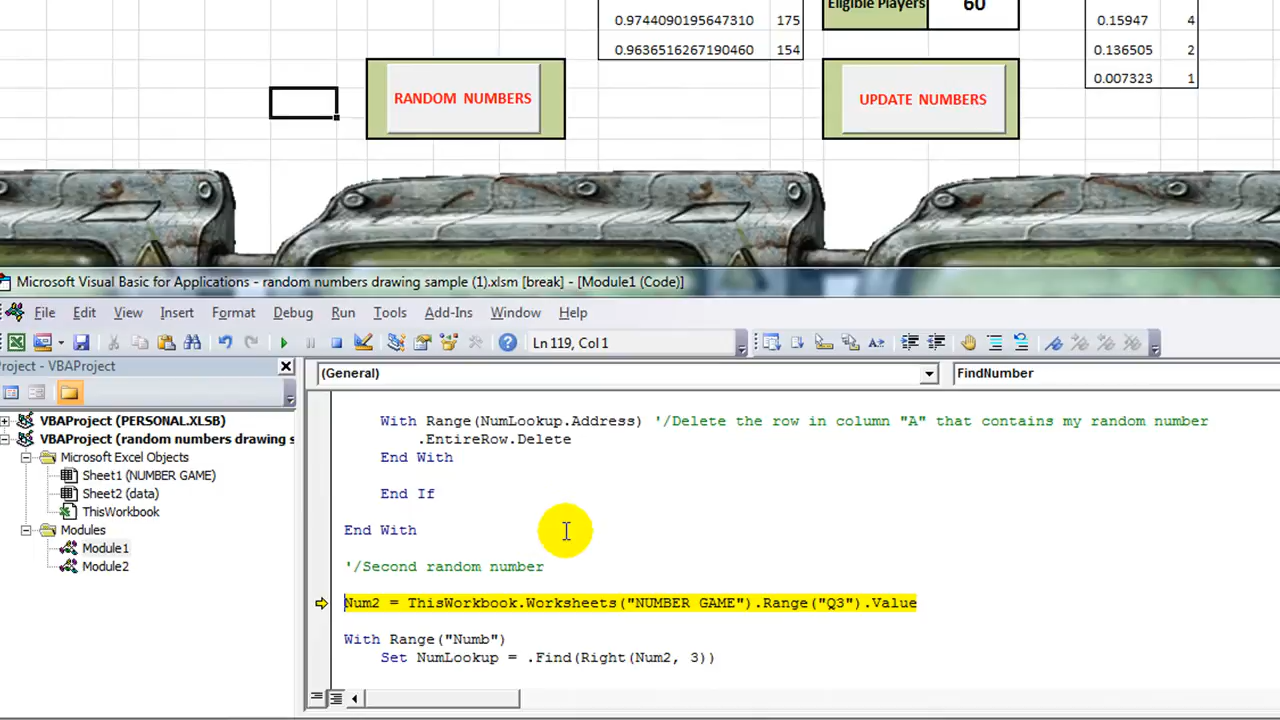 Eligible Players 60
0.9744090195647310 175
0.9636516267190460 154
0.15947 4
0.136505 2
0.007323 1
RANDOM NUMBERS
UPDATE NUMBERS
Microsoft Visual Basic for Applications - random numbers drawing sample (1).xlsm [break] - [Module1 (Code)]
File Edit View Insert Format Debug Run Tools Add-Ins Window Help
Ln 119, Col 1
Project - VBAProject
(General)
FindNumber
VBAProject (PERSONAL.XLSB)
VBAProject (random numbers drawing s
Microsoft Excel Objects
Sheet1 (NUMBER GAME)
Sheet2 (data)
ThisWorkbook
Modules
Module1
Module2
With Range(NumLookup.Address) '/Delete the row in column "A" that contains my random number
.EntireRow.Delete
End With
End If
End With
'/Second random number
Num2 = ThisWorkbook.Worksheets("NUMBER GAME").Range("Q3").Value
With Range("Numb")
Set NumLookup = .Find(Right(Num2, 3))